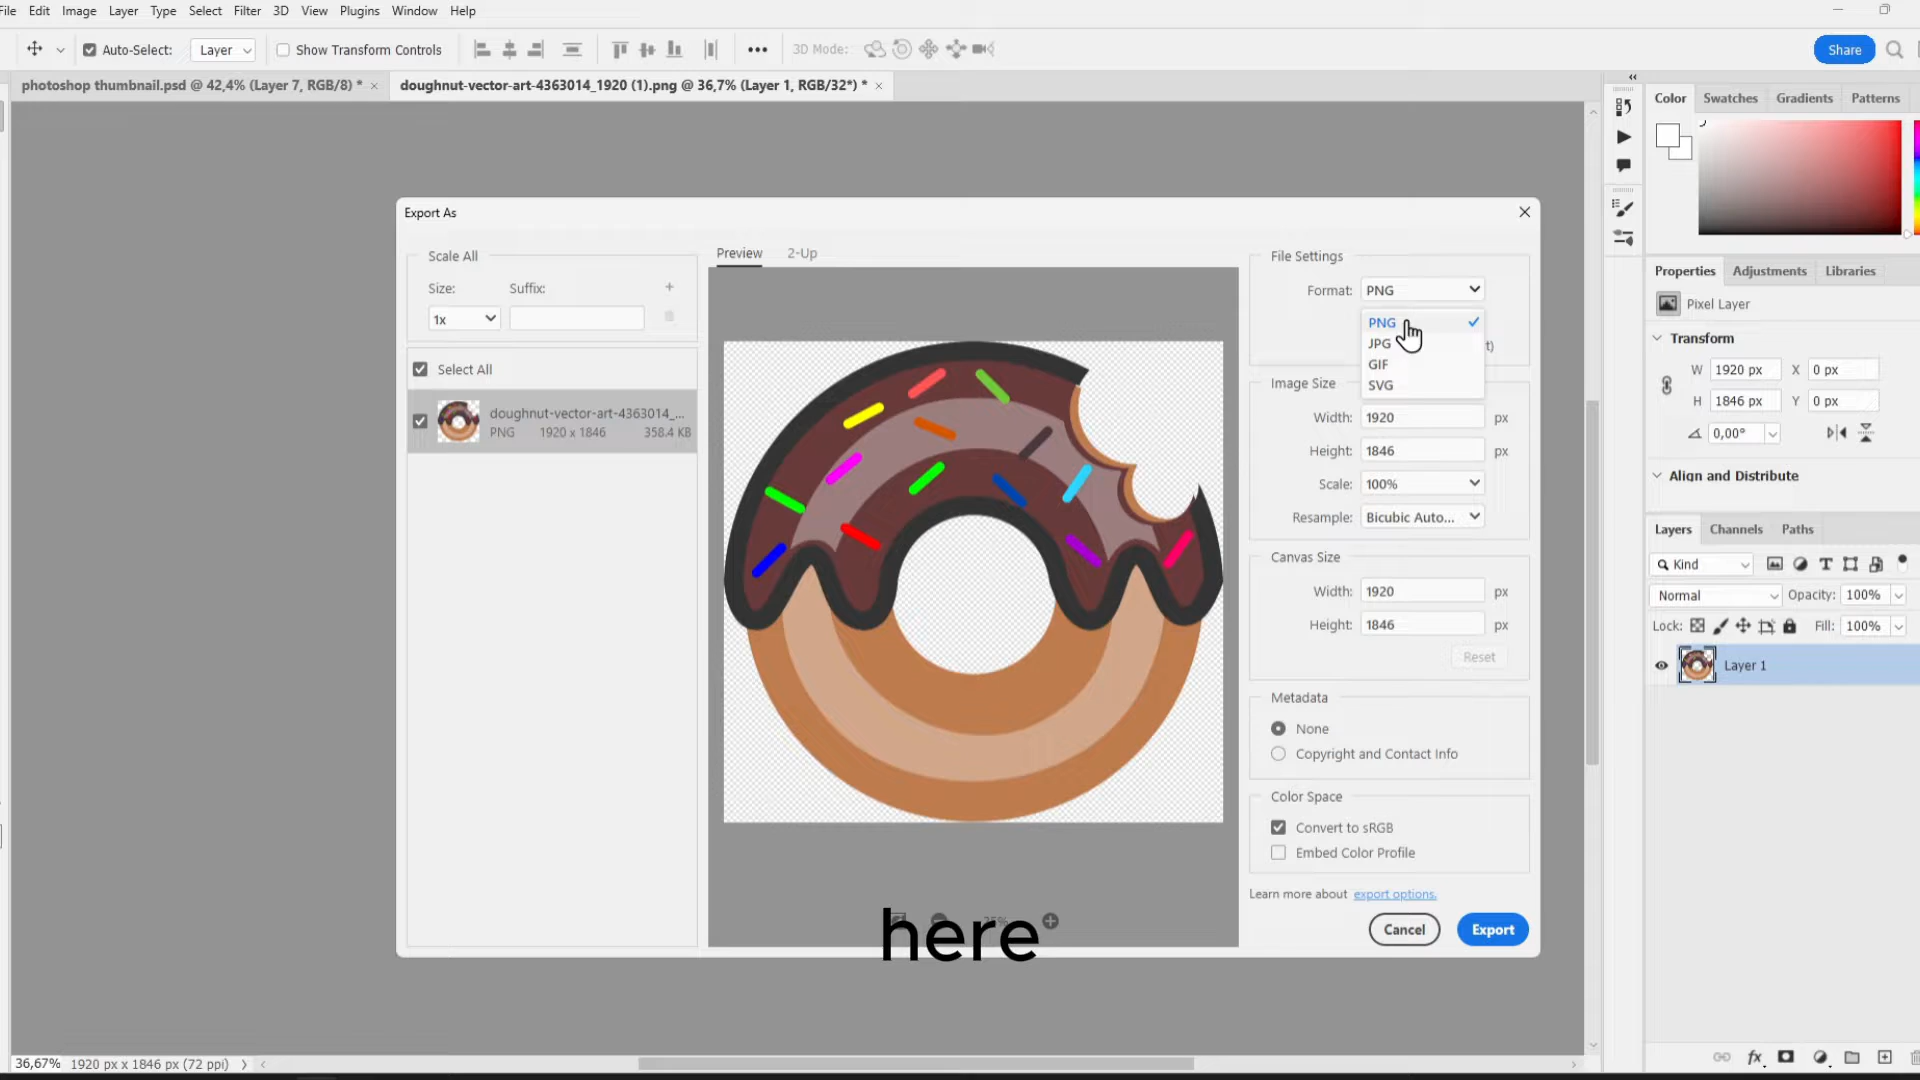 File Edit Image Layer Type Select Filter 3D View Plugins Window Help
Auto-Select: Layer Show Transform Controls 3D Mode: Share
photoshop thumbnail.psd @ 42,4% (Layer 7, RGB/8) * doughnut-vector-art-4363014_1920 (1).png @ 36,7% (Layer 1, RGB/32*) *
Color Swatches Gradients Patterns
Export As
Scale All
Size: Suffix:
1x
Select All
doughnut-vector-art-4363014_...
PNG 1920 x 1846 358.4 KB
Preview 2-Up
File Settings
Format: PNG
PNG
JPG
GIF
SVG
Image Size
Width: 1920 px
Height: 1846 px
Scale: 100%
Resample: Bicubic Auto...
Canvas Size
Width: 1920 px
Height: 1846 px
Reset
Metadata
None
Copyright and Contact Info
Color Space
Convert to sRGB
Embed Color Profile
Learn more about export options.
Cancel Export
here
Properties Adjustments Libraries
Pixel Layer
Transform
W 1920 px X 0 px
H 1846 px Y 0 px
0,00°
Align and Distribute
Layers Channels Paths
Kind
Normal Opacity: 100%
Lock: Fill: 100%
Layer 1
36,67% 1920 px x 1846 px (72 ppi)